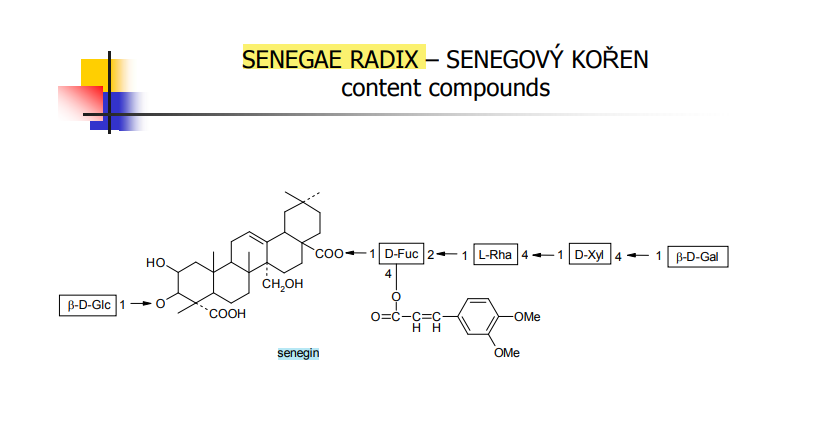 SENEGAE RADIX – SENEGOVÝ KOŘEN
content compounds
HO
COO
1
D-Fuc
2
1
L-Rha
4
1
D-Xyl
4
1
β-D-Gal
4
CH2OH
β-D-Glc
1
O
COOH
O
O=C-C=C
H H
OMe
OMe
senegin